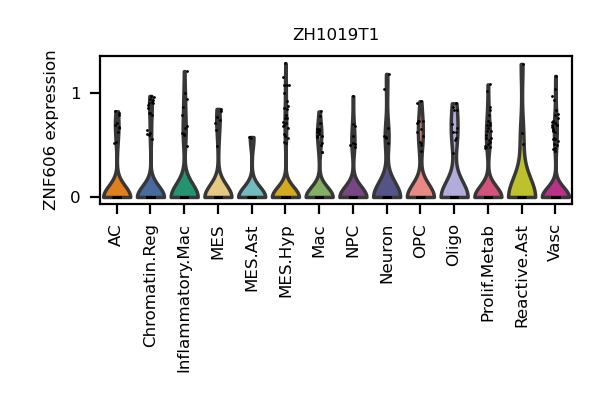 ZH1019T1
ZNF606 expression
1
0
AC
Chromatin.Reg
Inflammatory.Mac
MES
MES.Ast
MES.Hyp
Mac
NPC
Neuron
OPC
Oligo
Prolif.Metab
Reactive.Ast
Vasc